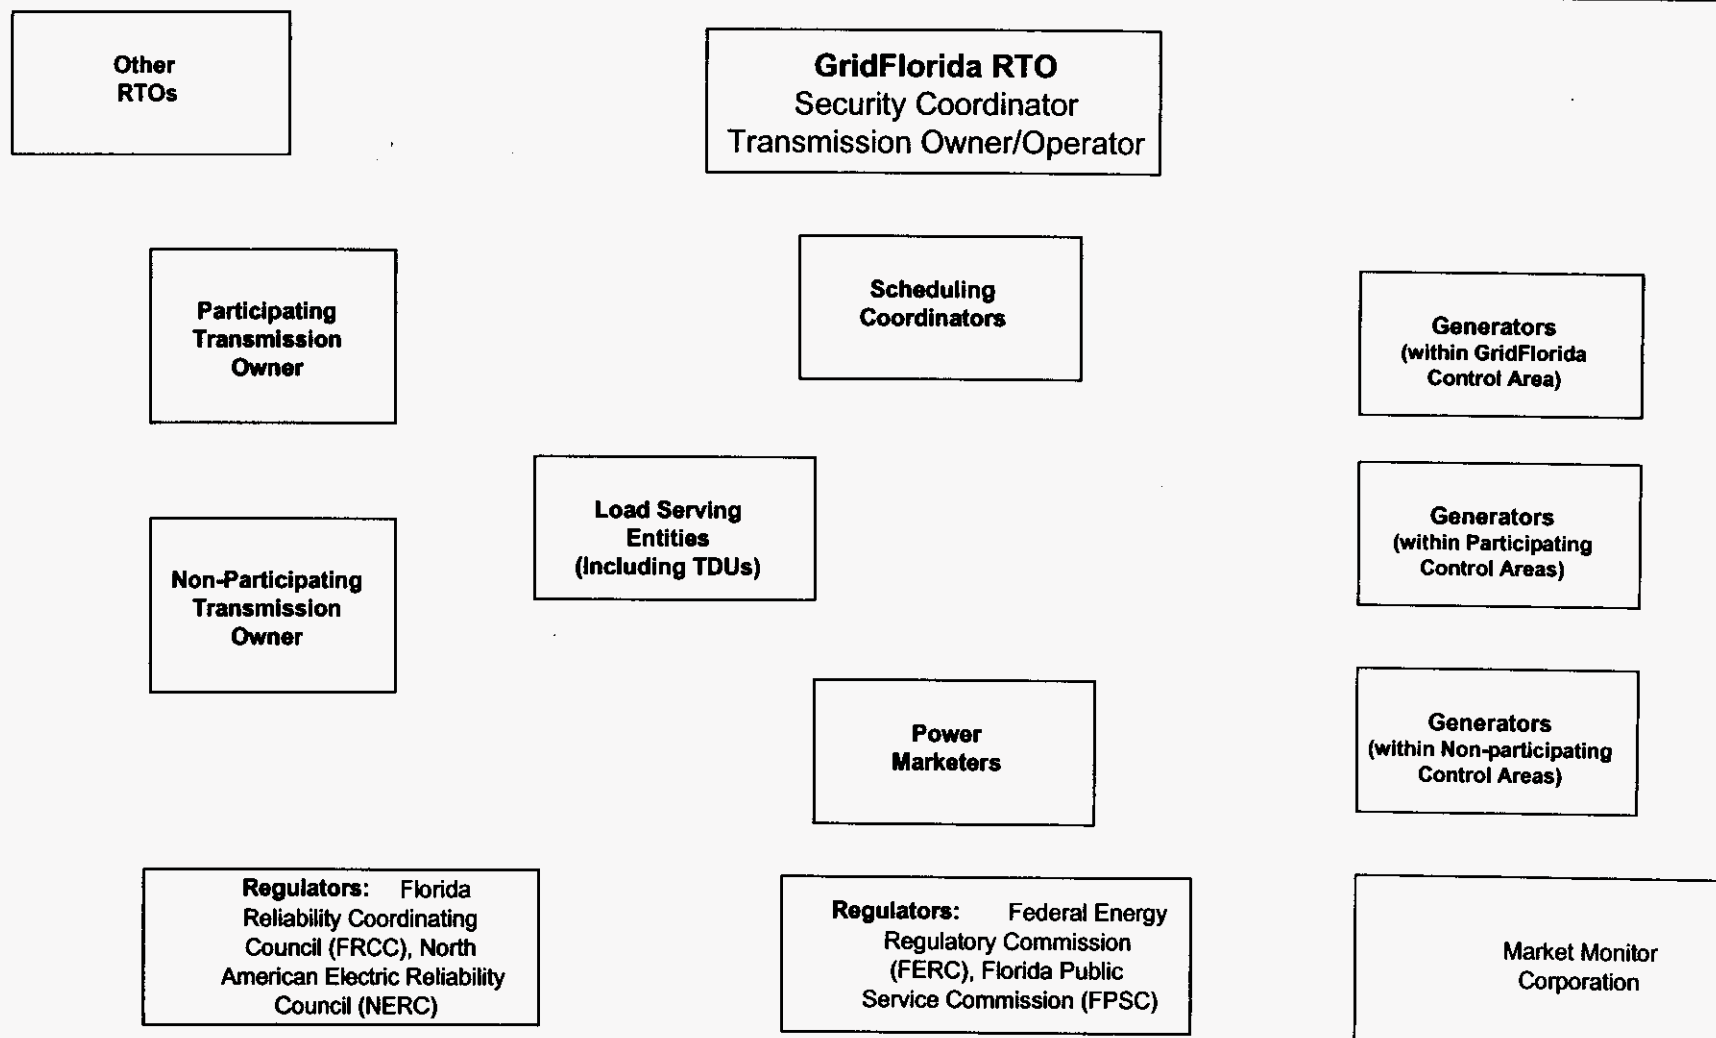 Other
RTOs
GridFlorida RTO
Security Coordinator
Transmission Owner/Operator
Participating
Transmission
Owner
Scheduling
Coordinators
Generators
(within GridFlorida
Control Area)
Load Serving
Entities
(Including TDUs)
Generators
(within Participating
Control Areas)
Non-Participating
Transmission
Owner
Power
Marketers
Generators
(within Non-participating
Control Areas)
Regulators: Florida
Reliability Coordinating
Council (FRCC), North
American Electric Reliability
Council (NERC)
Regulators: Federal Energy
Regulatory Commission
(FERC), Florida Public
Service Commission (FPSC)
Market Monitor
Corporation